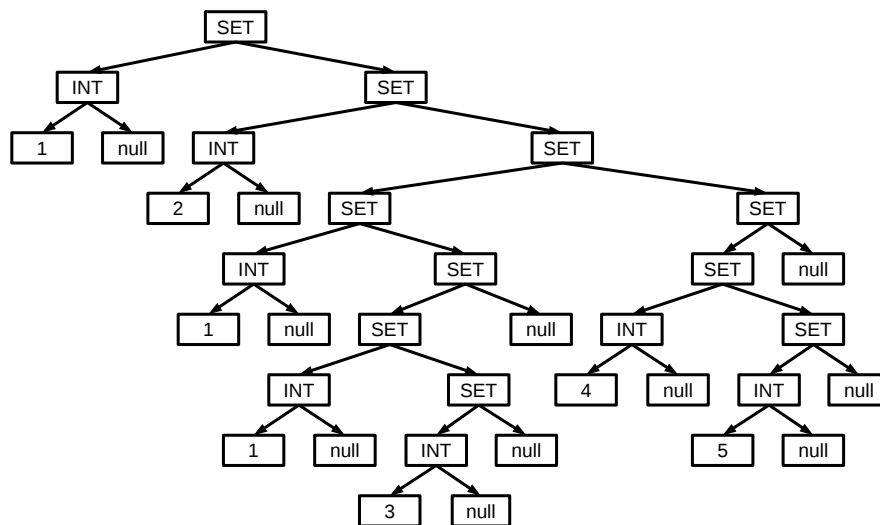 SET
INT SET
1 null INT SET
2 null SET SET
INT SET SET null
1 null SET null INT SET
INT SET 4 null INT null
1 null INT null 5 null
3 null